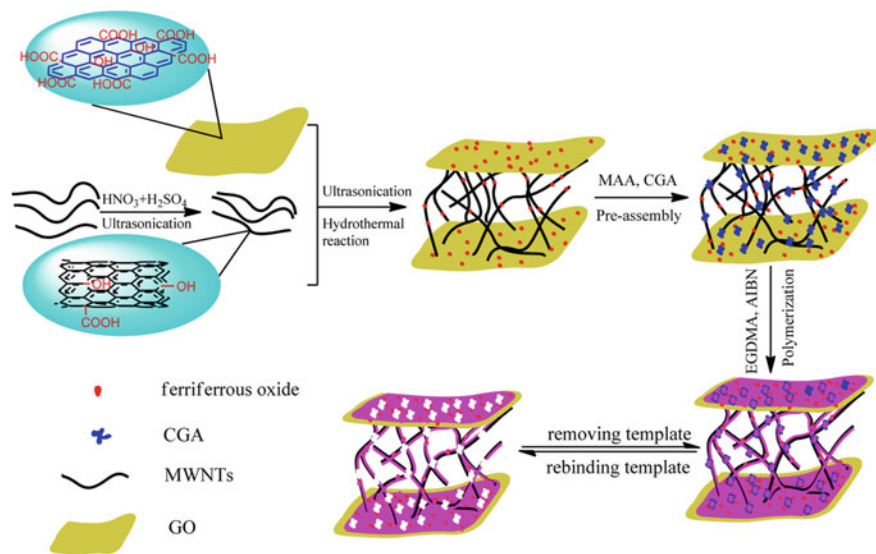 COOH
OH
COOH
HOOC
COOH
HOOC
OH
HOOC
COOH
HNO3+H2SO4
Ultrasonication
Ultrasonication
Hydrothermal
reaction
MAA, CGA
Pre-assembly
OH
OH
COOH
EGDMA, AIBN
Polymerization
ferriferrous oxide
CGA
MWNTs
GO
removing template
rebinding template